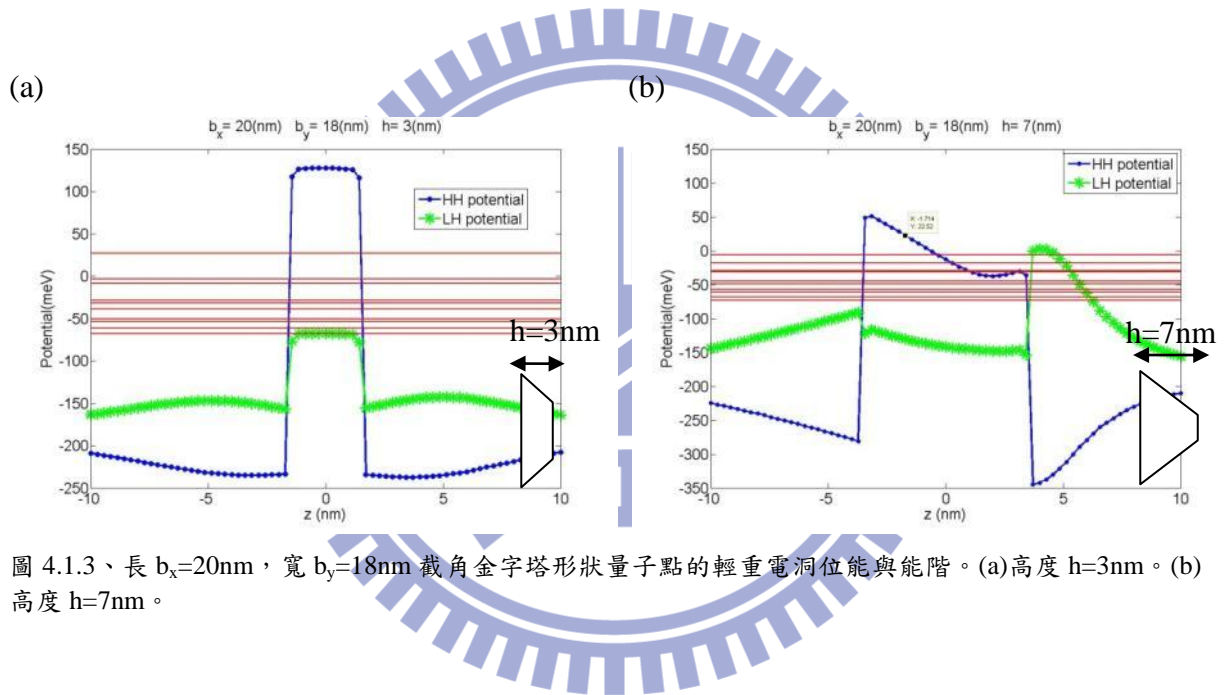 (a)
b_x= 20(nm)   b_y= 18(nm)   h= 3(nm)
Potential(meV)
150
100
50
0
-50
-100
-150
-200
-250
HH potential
LH potential
-10
-5
0
5
10
z (nm)
h=3nm
(b)
b_x= 20(nm)   b_y= 18(nm)   h= 7(nm)
Potential(meV)
150
100
50
0
-50
-100
-150
-200
-250
-300
-350
HH potential
LH potential
X: -1.714
Y: 23.52
-10
-5
0
5
10
z (nm)
h=7nm
圖 4.1.3、長 b_x=20nm，寬 b_y=18nm 截角金字塔形狀量子點的輕重電洞位能與能階。(a)高度 h=3nm。(b)
高度 h=7nm。